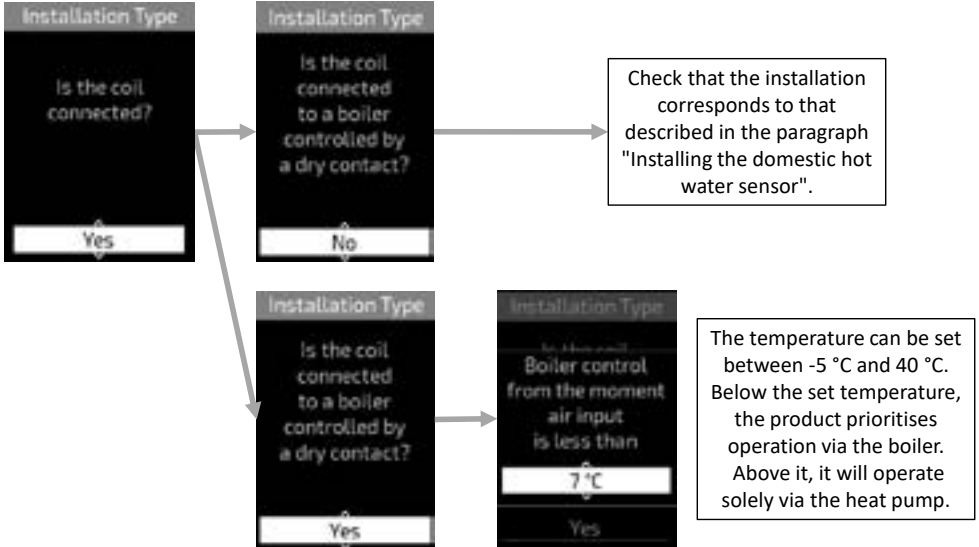 Installation Type
Is the coil
connected?
Yes
Installation Type
Is the coil
connected
to a boiler
controlled by
a dry contact?
No
Check that the installation
corresponds to that
described in the paragraph
"Installing the domestic hot
water sensor".
Installation Type
Is the coil
connected
to a boiler
controlled by
a dry contact?
Yes
Installation Type
Is the coil
Boiler control
from the moment
air input
is less than
7 °C
Yes
The temperature can be set
between -5 °C and 40 °C.
Below the set temperature,
the product prioritises
operation via the boiler.
Above it, it will operate
solely via the heat pump.